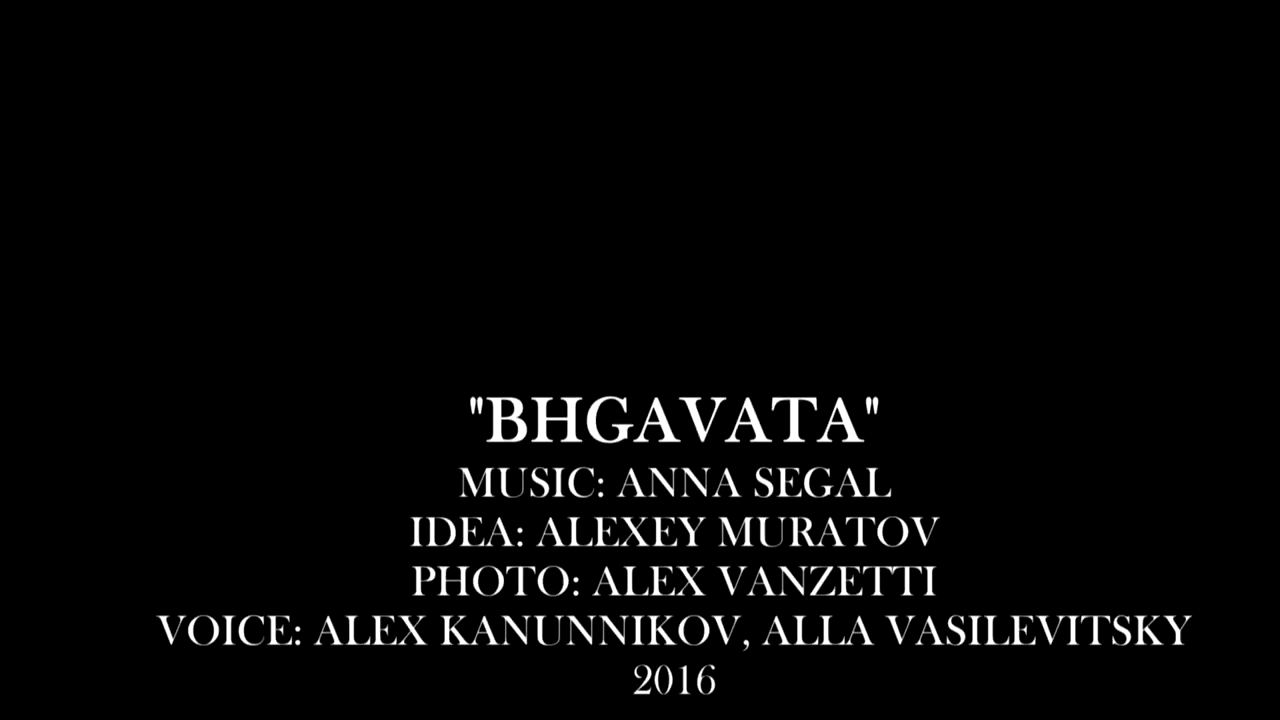 "BHGAVATA"
MUSIC: ANNA SEGAL
IDEA: ALEXEY MURATOV
PHOTO: ALEX VANZETTI
VOICE: ALEX KANUNNIKOV, ALLA VASILEVITSKY
2016